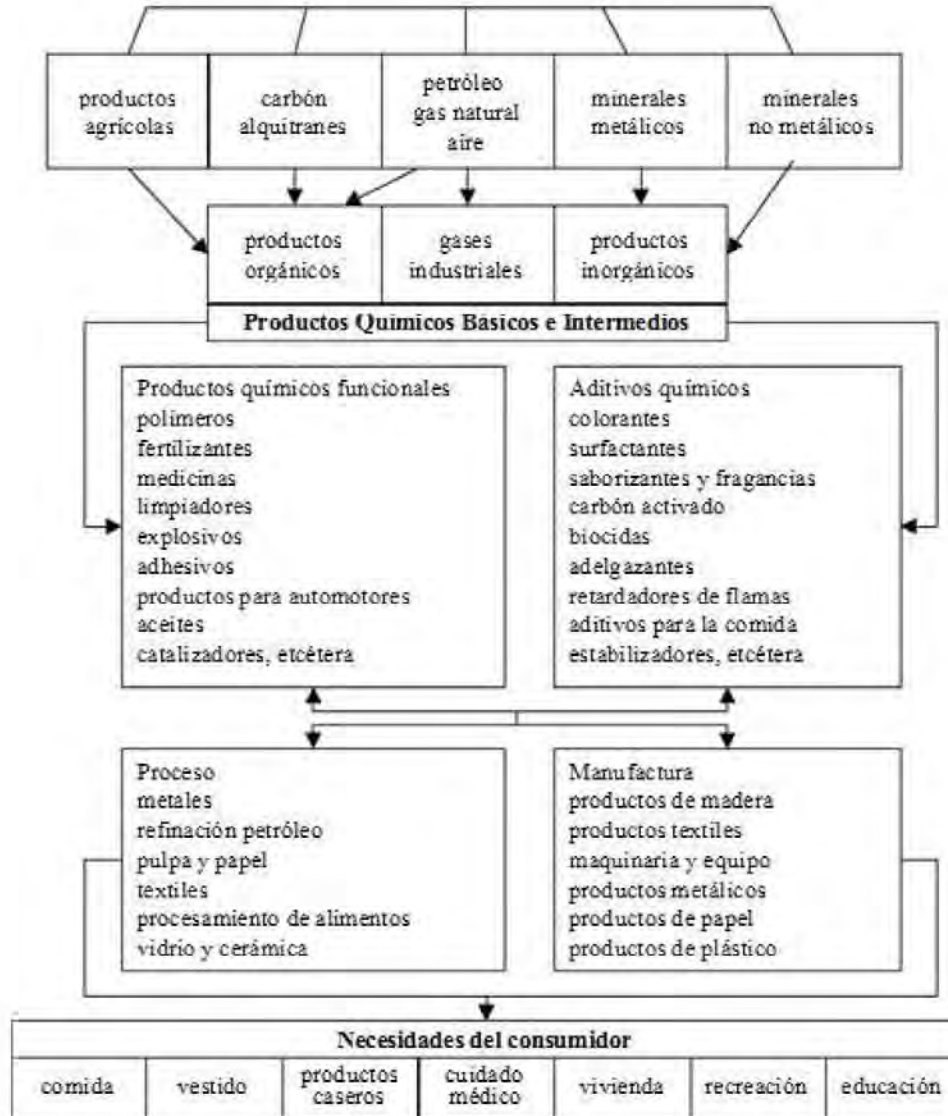 productos
agrícolas
carbón
alquitranes
petróleo
gas natural
aire
minerales
metálicos
minerales
no metálicos
productos
orgánicos
gases
industriales
productos
inorgánicos
Productos Químicos Básicos e Intermedios
Productos químicos funcionales
polímeros
fertilizantes
medicinas
limpiadores
explosivos
adhesivos
productos para automotores
aceites
catalizadores, etcétera
Aditivos químicos
colorantes
surfactantes
saborizantes y fragancias
carbón activado
biocidas
adelgazantes
retardadores de flamas
aditivos para la comida
estabilizadores, etcétera
Proceso
metales
refinación petróleo
pulpa y papel
textiles
procesamiento de alimentos
vidrio y cerámica
Manufactura
productos de madera
productos textiles
maquinaria y equipo
productos metálicos
productos de papel
productos de plástico
Necesidades del consumidor
comida
vestido
productos
caseros
cuidado
médico
vivienda
recreación
educación